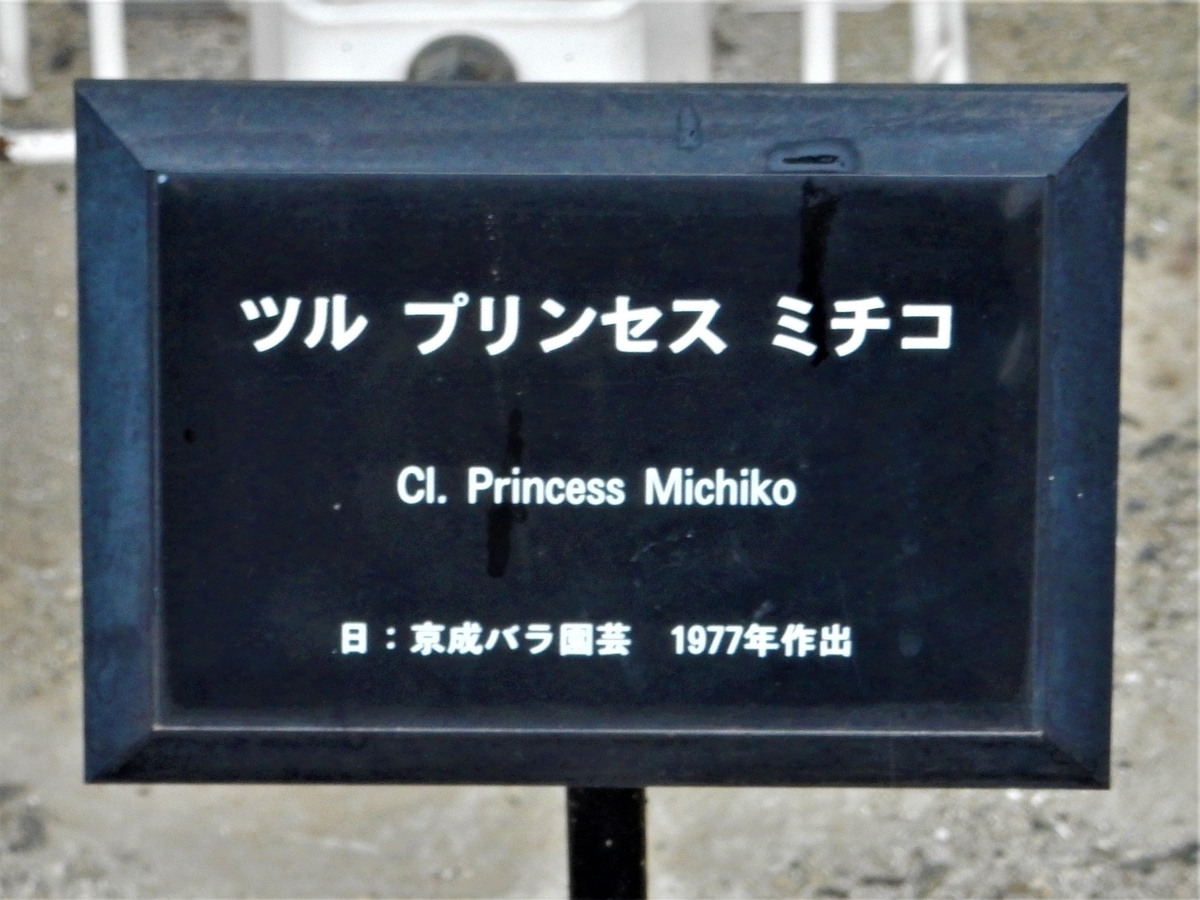 ツル プリンセス ミチコ
Cl. Princess Michiko
日：京成バラ園芸　1977年作出